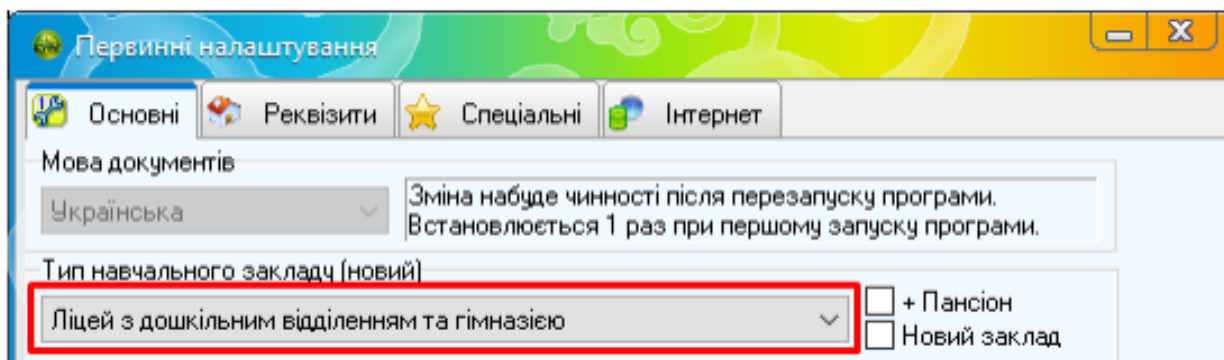 Первинні налаштування
Основні Реквізити Спеціальні Інтернет
Мова документів
Українська
Зміна набуде чинності після перезапуску програми.
Встановлюється 1 раз при першому запуску програми.
Тип навчального закладу (новий)
Ліцей з дошкільним відділенням та гімназією
+ Пансіон
Новий заклад